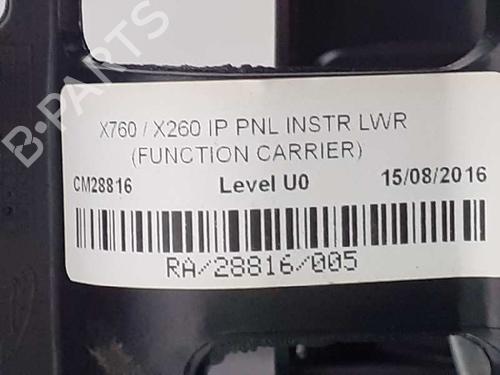 B-PARTS
X760 / X260 IP PNL INSTR LWR
(FUNCTION CARRIER)
CM28816 Level U0 15/08/2016
RA/28816/005